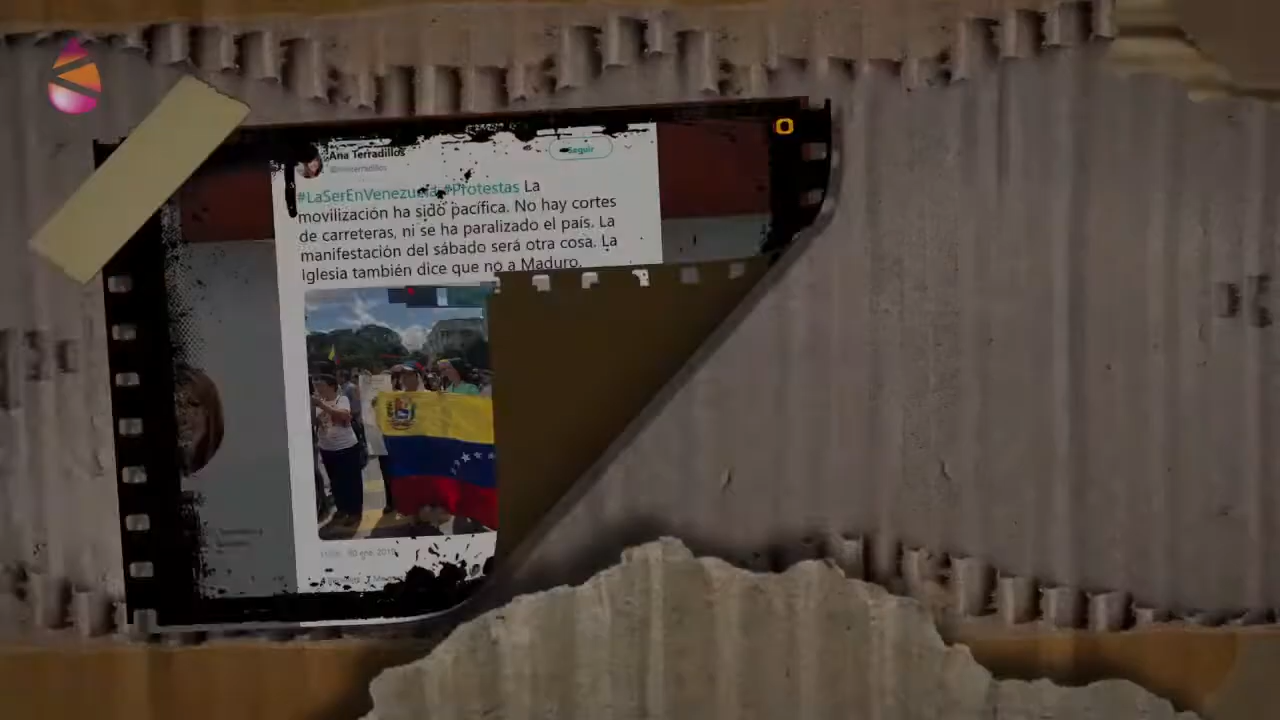 Ana Terradillos
Seguir
#LaSerEnVenezuela #Protestas La
movilización ha sido pacífica. No hay cortes
de carreteras, ni se ha paralizado el país. La
manifestación del sábado será otra cosa. La
Iglesia también dice que no a Maduro.